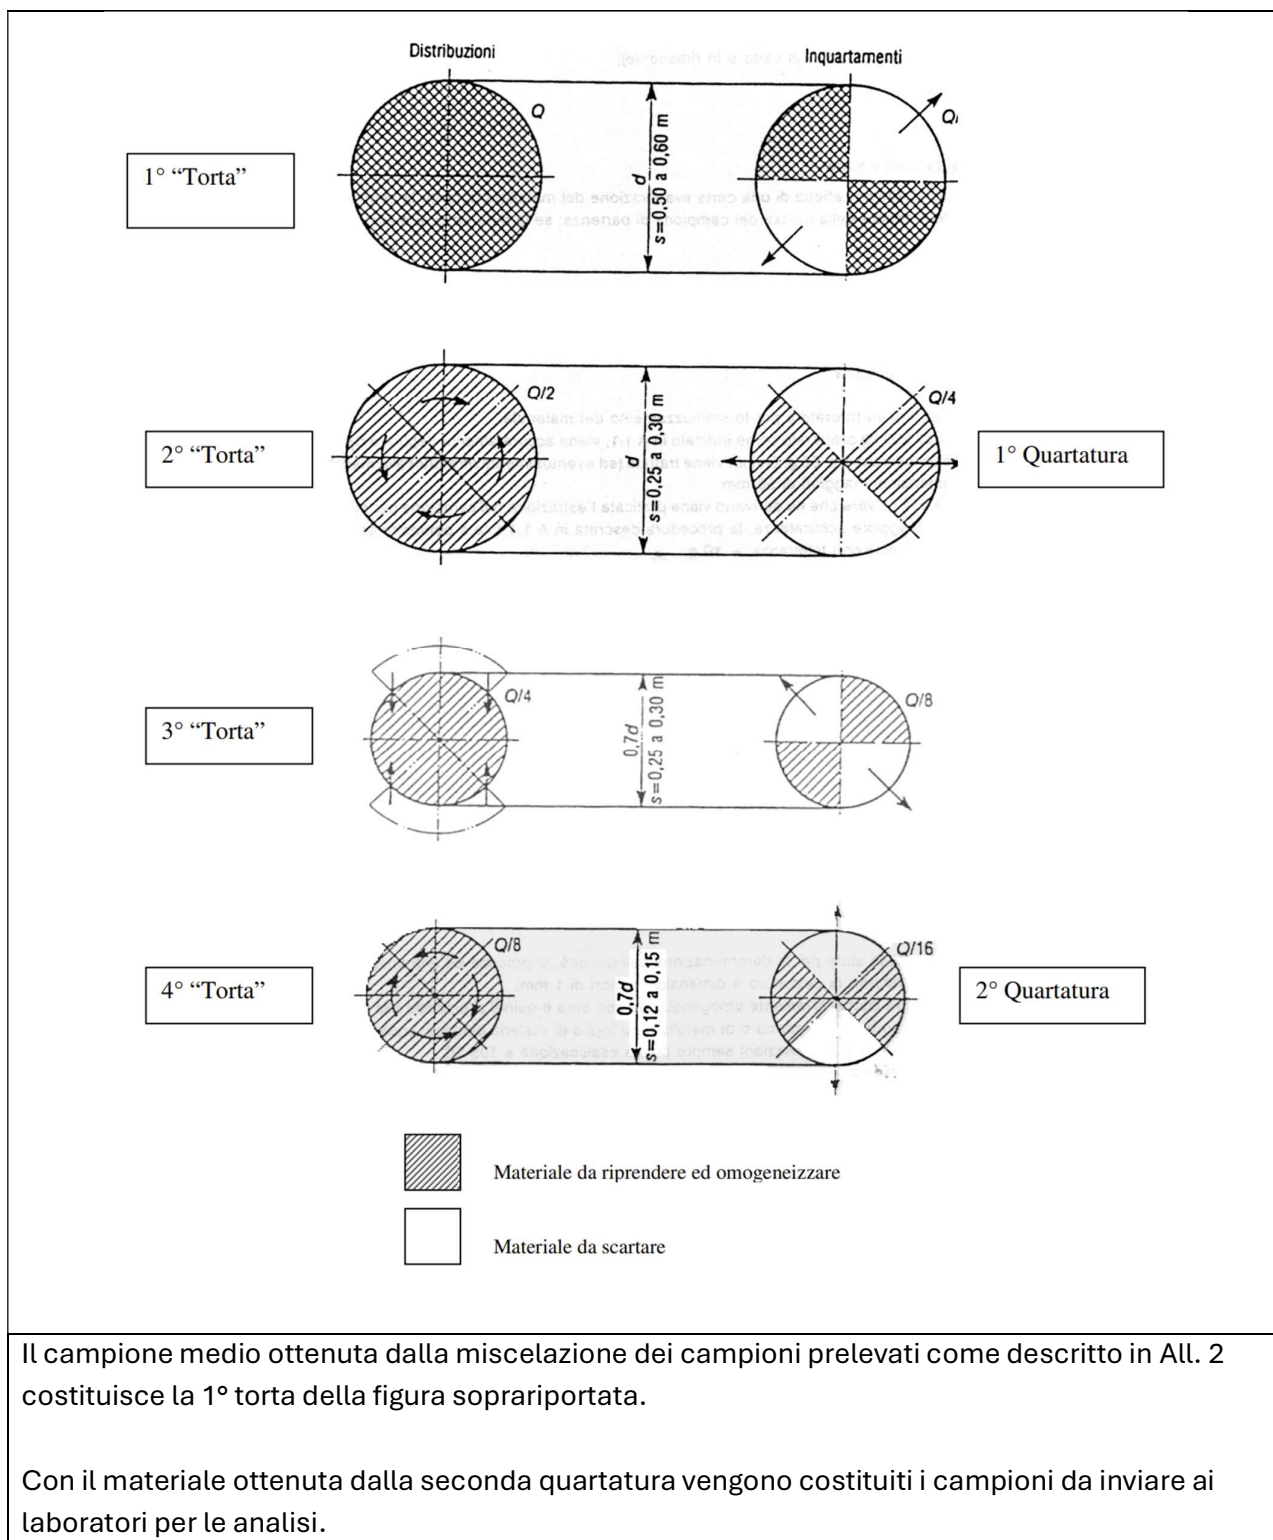 Distribuzioni
Inquartamenti
1° “Torta”
Q
d
s=0,50 a 0,60 m
2° “Torta”
Q/2
d
s=0,25 a 0,30 m
Q/4
1° Quartatura
3° “Torta”
Q/4
0,7d
s=0,25 a 0,30 m
Q/8
4° “Torta”
Q/8
0,7d
s=0,12 a 0,15 m
Q/16
2° Quartatura
Materiale da riprendere ed omogeneizzare
Materiale da scartare
Il campione medio ottenuta dalla miscelazione dei campioni prelevati come descritto in All. 2
costituisce la 1° torta della figura soprariportata.
Con il materiale ottenuta dalla seconda quartatura vengono costituiti i campioni da inviare ai
laboratori per le analisi.